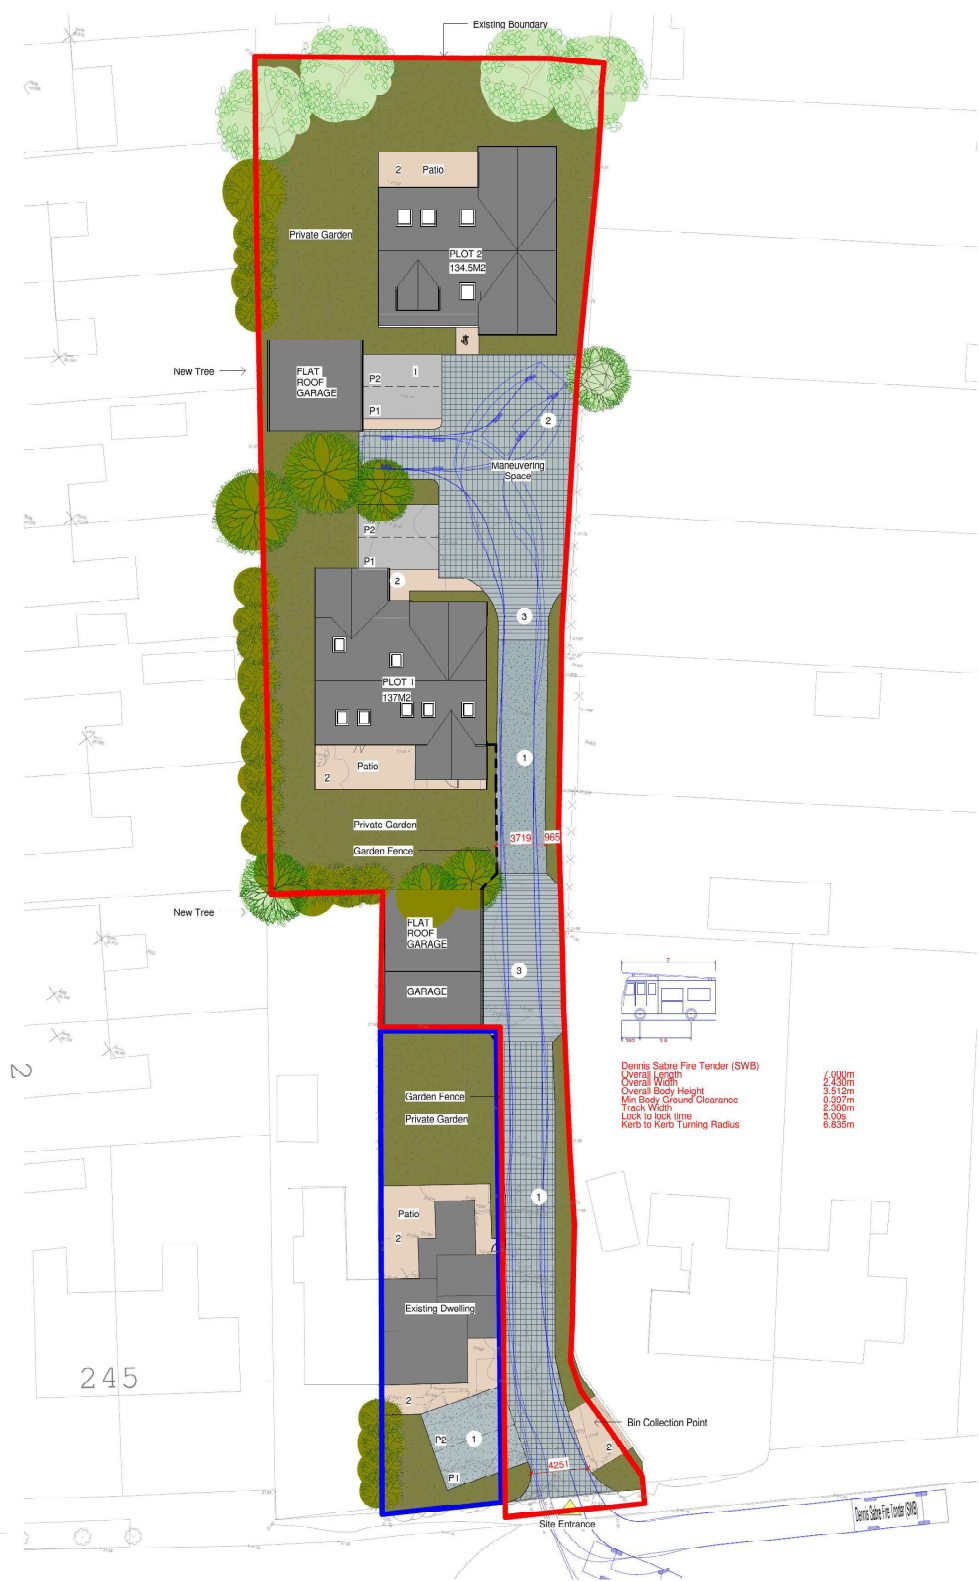 Existing Boundary
2 Patio
Private Garden
PLOT 2
134.5M2
New Tree
FLAT
ROOF
GARAGE
P2
1
P1
2
Maneuvering
Space
P2
P1
2
3
PLOT 1
137M2
1
Patio
2
Private Garden
3719
965
Garden Fence
New Tree
FLAT
ROOF
GARAGE
3
GARAGE
7
2
Dennis Sabre Fire Tender (SWB)
Overall Length 7.000m
Overall Width 2.430m
Overall Body Height 3.512m
Min Body Ground Clearance 0.397m
Track Width 2.300m
Lock to lock time 5.00s
Kerb to Kerb Turning Radius 6.835m
Garden Fence
Private Garden
1
Patio
2
Existing Dwelling
245
2
Bin Collection Point
P2
1
2
P1
4251
Dennis Sabre Fire Tender (SWB)
Site Entrance